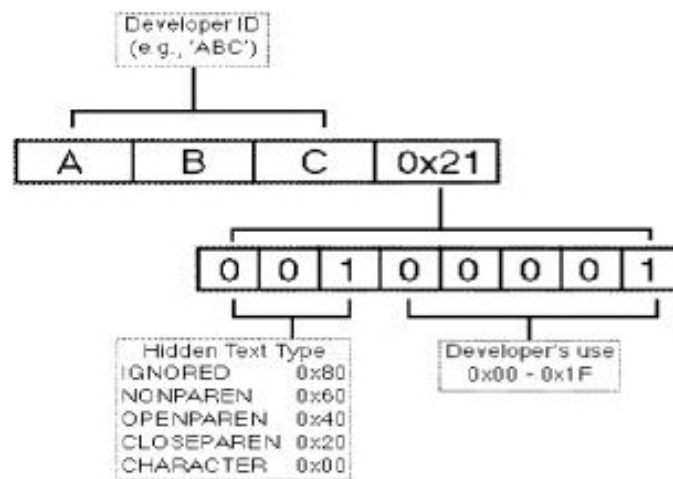 Developer ID
(e.g., 'ABC')
A B C 0x21
0 0 1 0 0 0 0 1
Hidden Text Type
IGNORED 0x80
NONPAREN 0x60
OPENPAREN 0x40
CLOSEPAREN 0x20
CHARACTER 0x00
Developer's use
0x00 - 0x1F